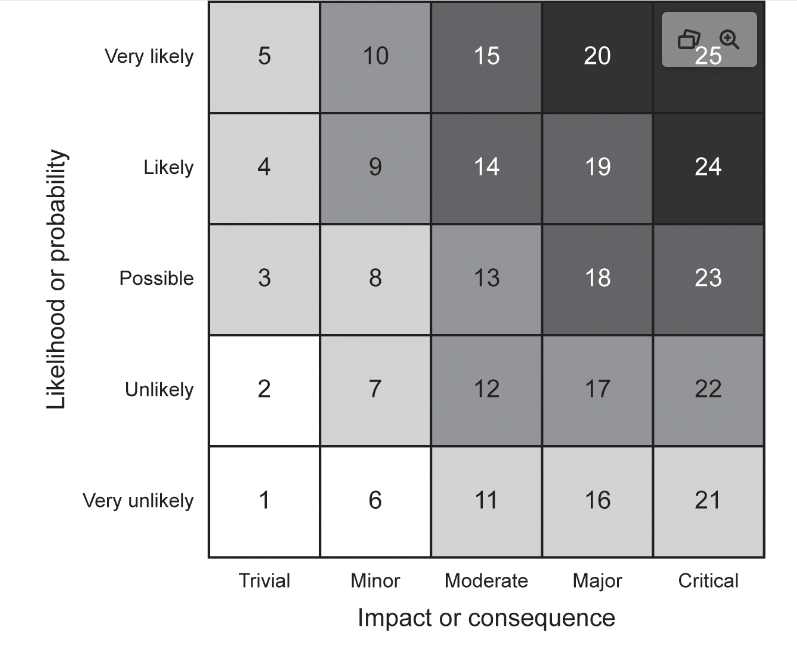 Very likely 5 10 15 20 25
Likely 4 9 14 19 24
Possible 3 8 13 18 23
Unlikely 2 7 12 17 22
Very unlikely 1 6 11 16 21
Trivial Minor Moderate Major Critical
Impact or consequence
Likelihood or probability